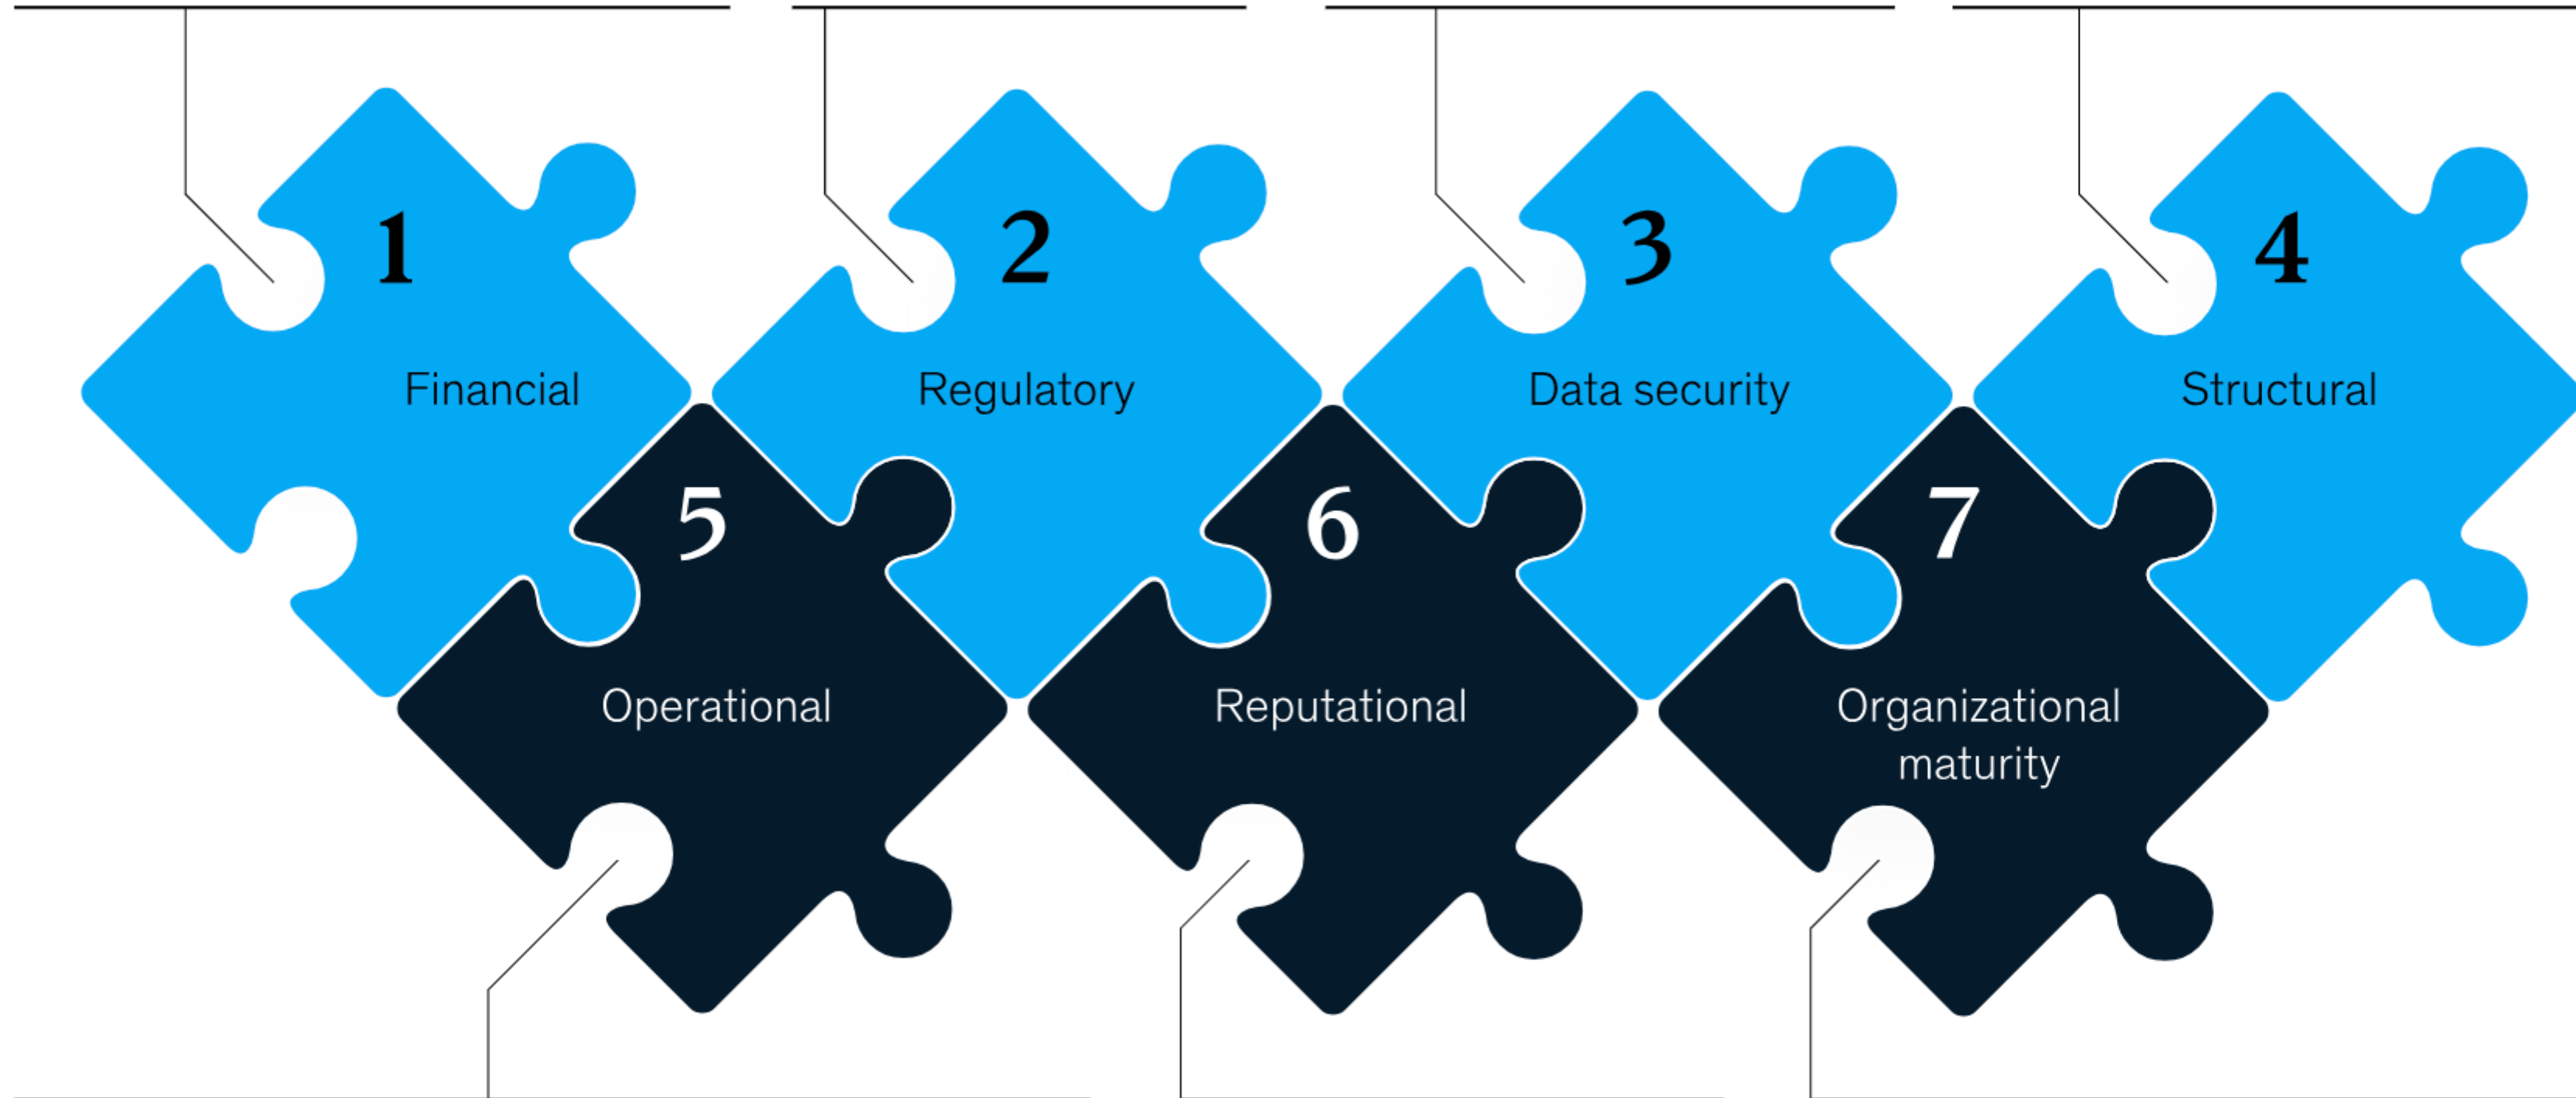 1
Financial
2
Regulatory
3
Data security
4
Structural
5
Operational
6
Reputational
7
Organizational
maturity